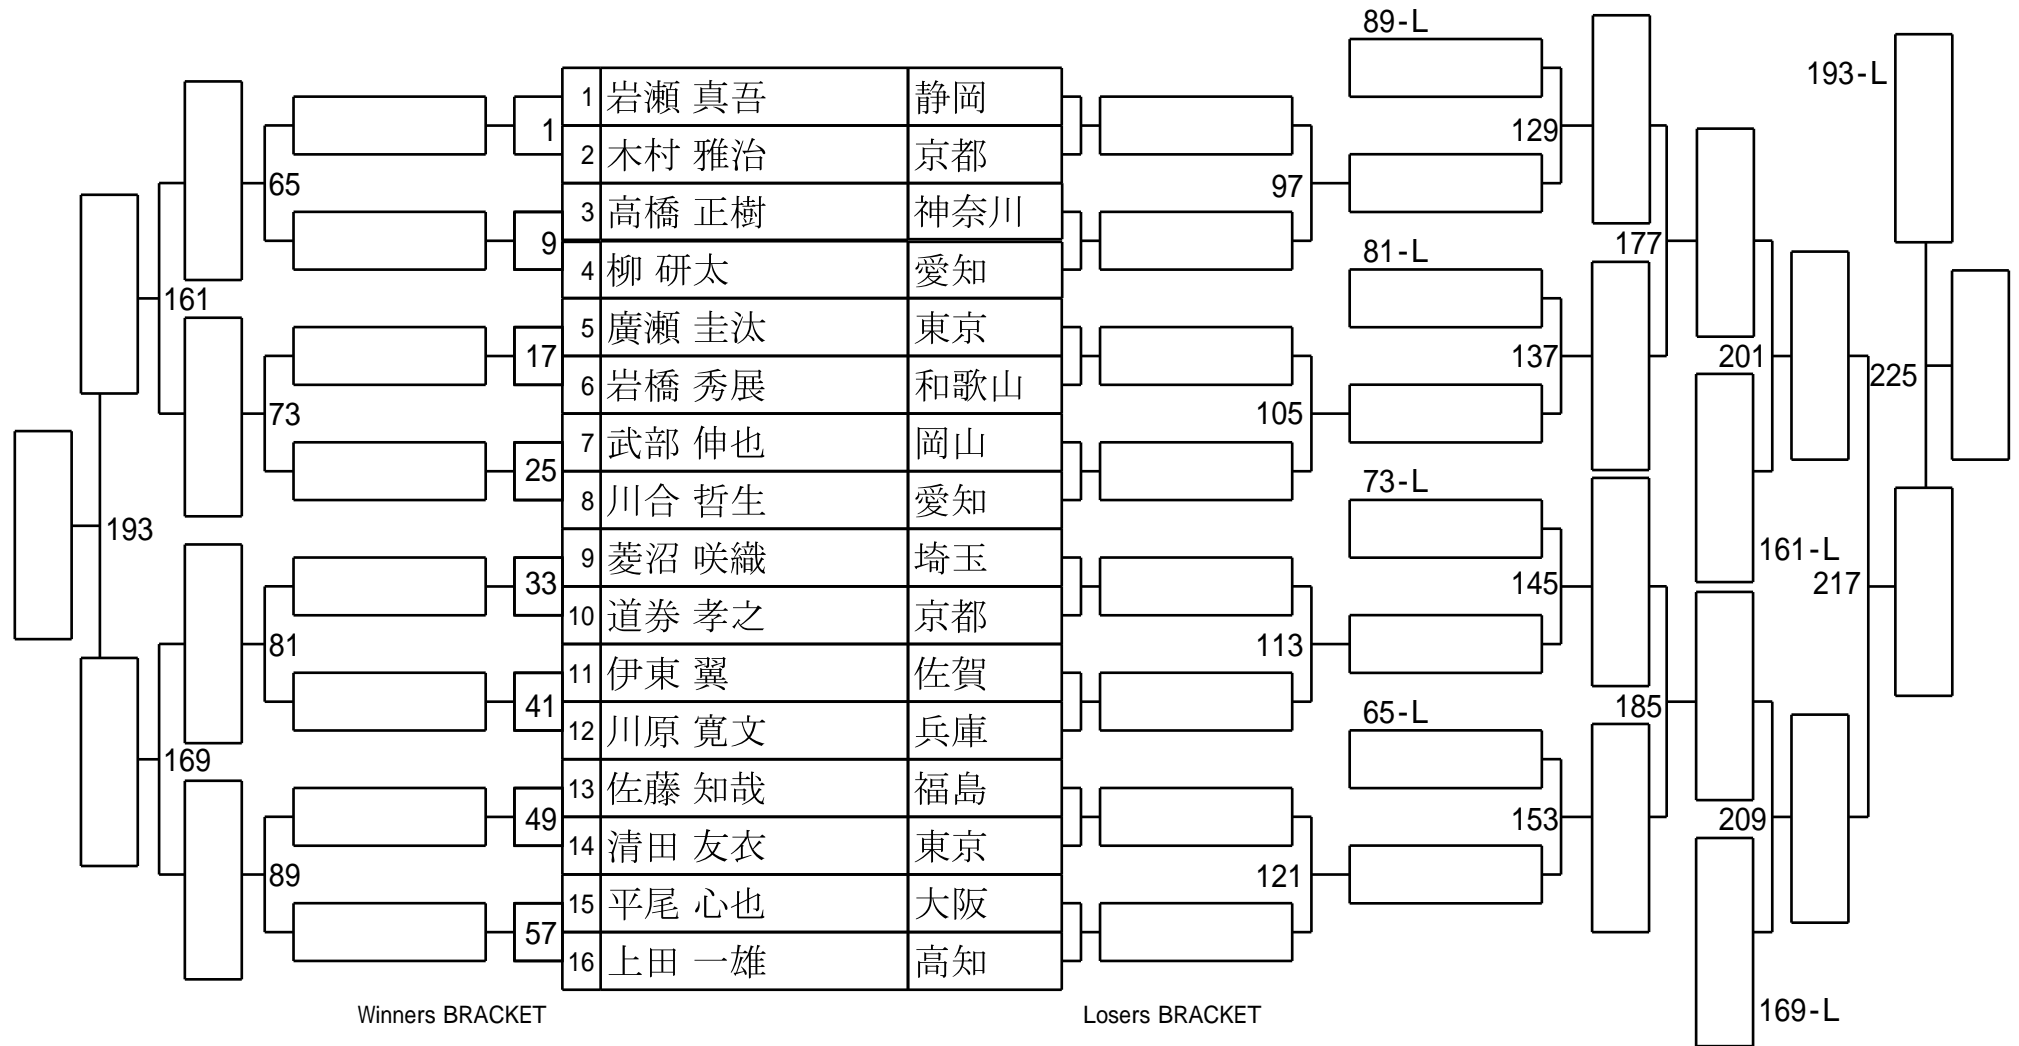 89-L
193-L
1 岩瀬 真吾 静岡
1
129
2 木村 雅治 京都
65
97
3 高橋 正樹 神奈川
9
177
81-L
4 柳 研太 愛知
161
5 廣瀬 圭汰 東京
17
137
201
225
6 岩橋 秀展 和歌山
73
105
7 武部 伸也 岡山
25
73-L
8 川合 哲生 愛知
193
161-L
9 菱沼 咲織 埼玉
33
145
217
10 道券 孝之 京都
81
113
11 伊東 翼 佐賀
41
65-L
185
12 川原 寛文 兵庫
169
13 佐藤 知哉 福島
49
153
209
14 清田 友衣 東京
89
121
15 平尾 心也 大阪
57
16 上田 一雄 高知
Winners BRACKET
Losers BRACKET
169-L